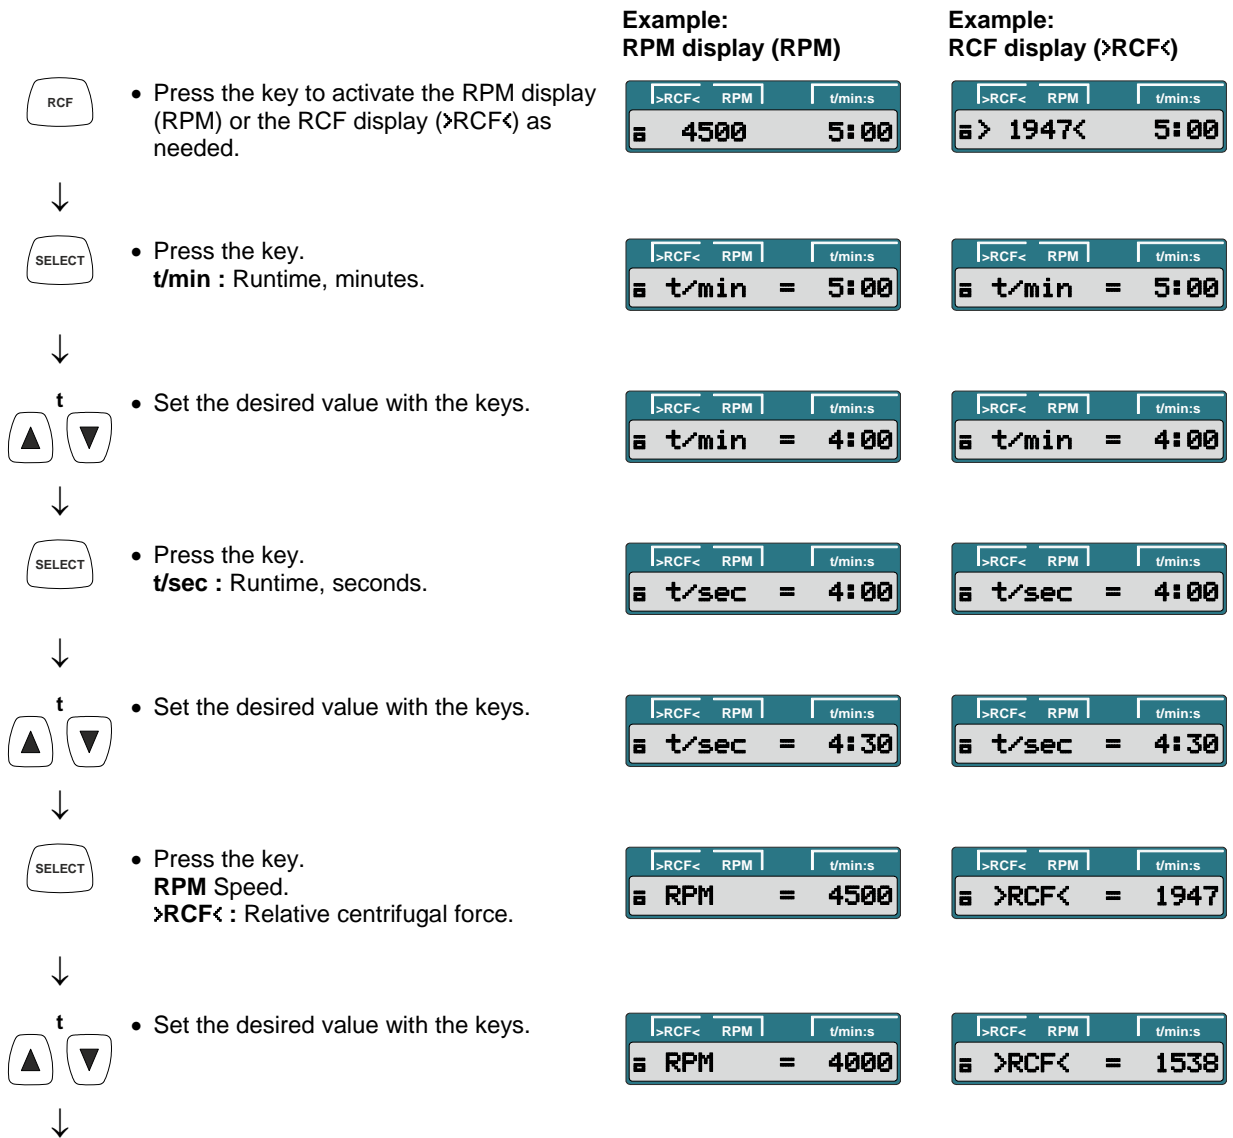 Example:
RPM display (RPM)
Example:
RCF display (>RCF<)
RCF
• Press the key to activate the RPM display
(RPM) or the RCF display (>RCF<) as
needed.
>RCF< RPM t/min:s
4500 5:00
>RCF< RPM t/min:s
> 1947< 5:00
↓
SELECT
• Press the key.
t/min : Runtime, minutes.
>RCF< RPM t/min:s
t/min = 5:00
>RCF< RPM t/min:s
t/min = 5:00
↓
t
▲ ▼
• Set the desired value with the keys.
>RCF< RPM t/min:s
t/min = 4:00
>RCF< RPM t/min:s
t/min = 4:00
↓
SELECT
• Press the key.
t/sec : Runtime, seconds.
>RCF< RPM t/min:s
t/sec = 4:00
>RCF< RPM t/min:s
t/sec = 4:00
↓
t
▲ ▼
• Set the desired value with the keys.
>RCF< RPM t/min:s
t/sec = 4:30
>RCF< RPM t/min:s
t/sec = 4:30
↓
SELECT
• Press the key.
RPM Speed.
>RCF< : Relative centrifugal force.
>RCF< RPM t/min:s
RPM = 4500
>RCF< RPM t/min:s
>RCF< = 1947
↓
t
▲ ▼
• Set the desired value with the keys.
>RCF< RPM t/min:s
RPM = 4000
>RCF< RPM t/min:s
>RCF< = 1538
↓